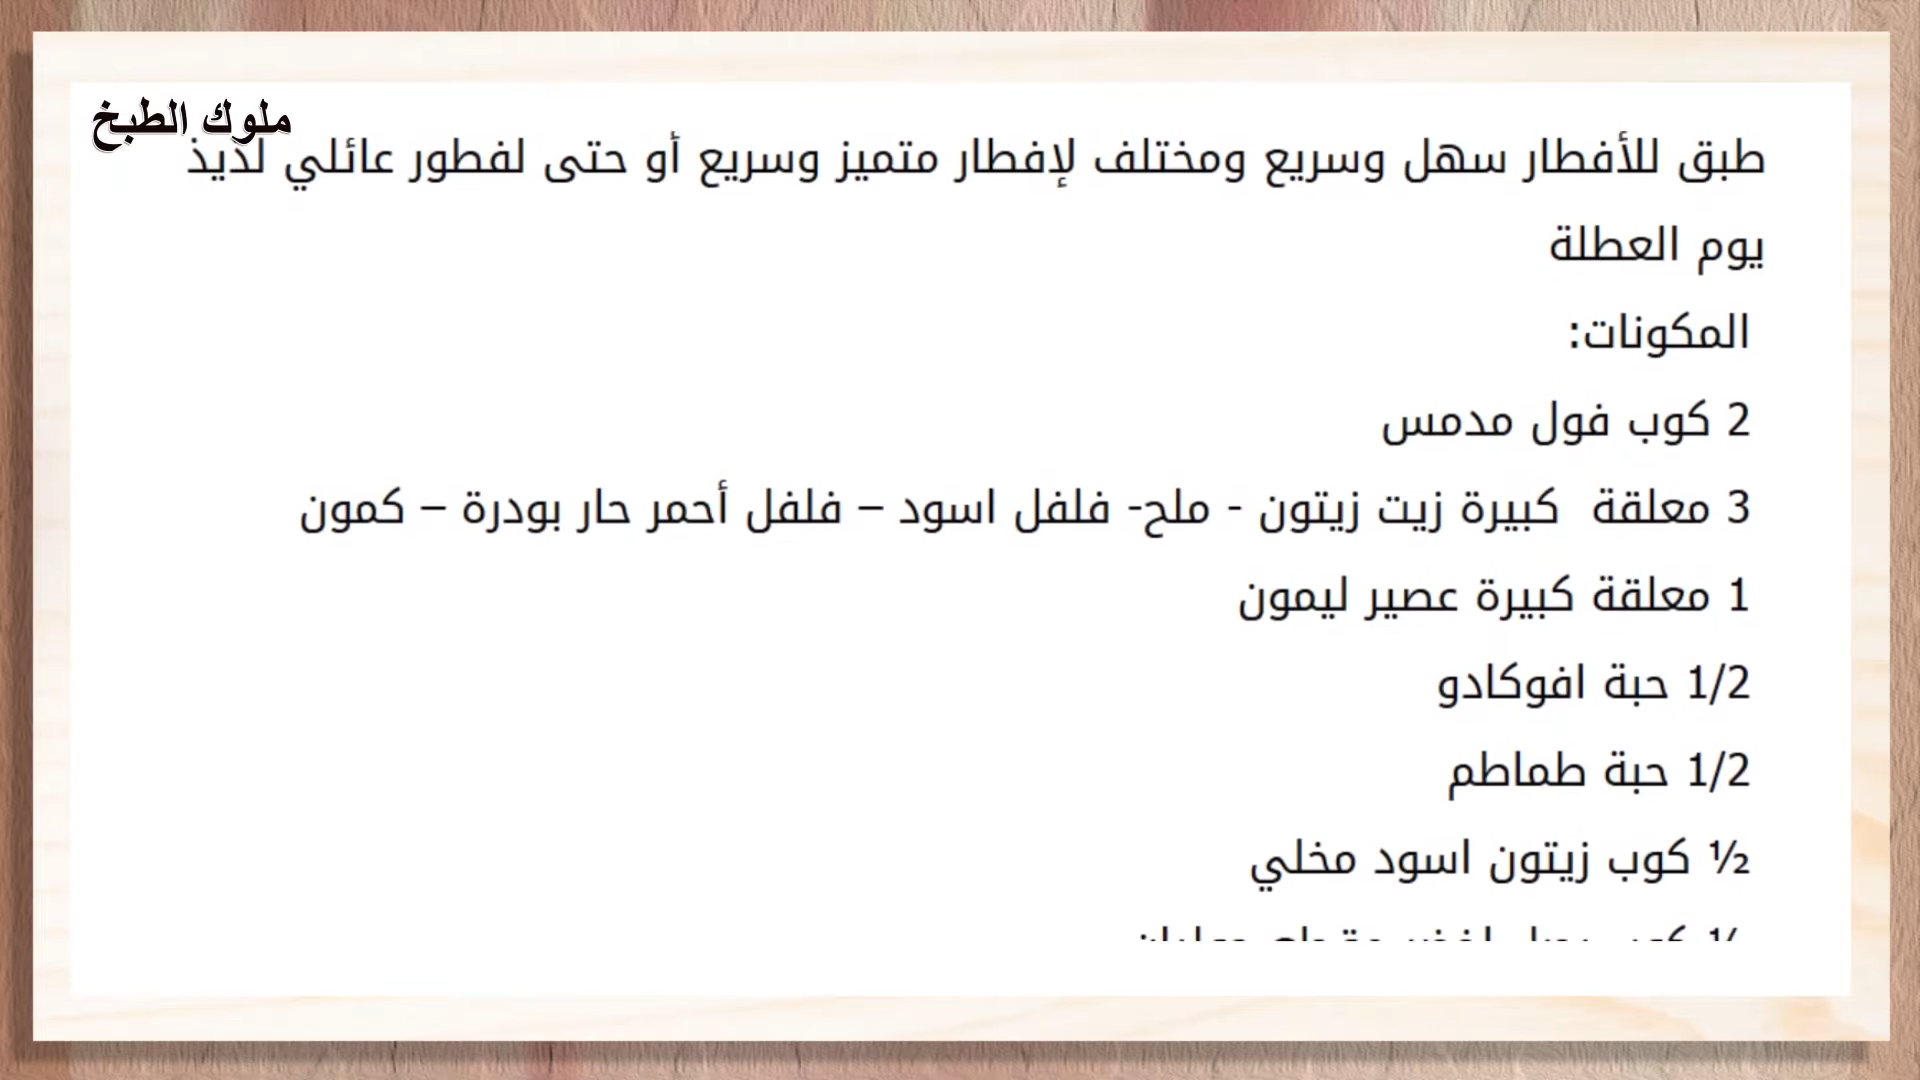 ملوك الطبخ
طبق للأفطار سهل وسريع ومختلف لإفطار متميز وسريع أو حتى لفطور عائلي لذيذ
يوم العطلة
المكونات:
2 كوب فول مدمس
3 معلقة  كبيرة زيت زيتون - ملح- فلفل اسود – فلفل أحمر حار بودرة – كمون
1 معلقة كبيرة عصير ليمون
1/2 حبة افوكادو
1/2 حبة طماطم
½ كوب زيتون اسود مخلي